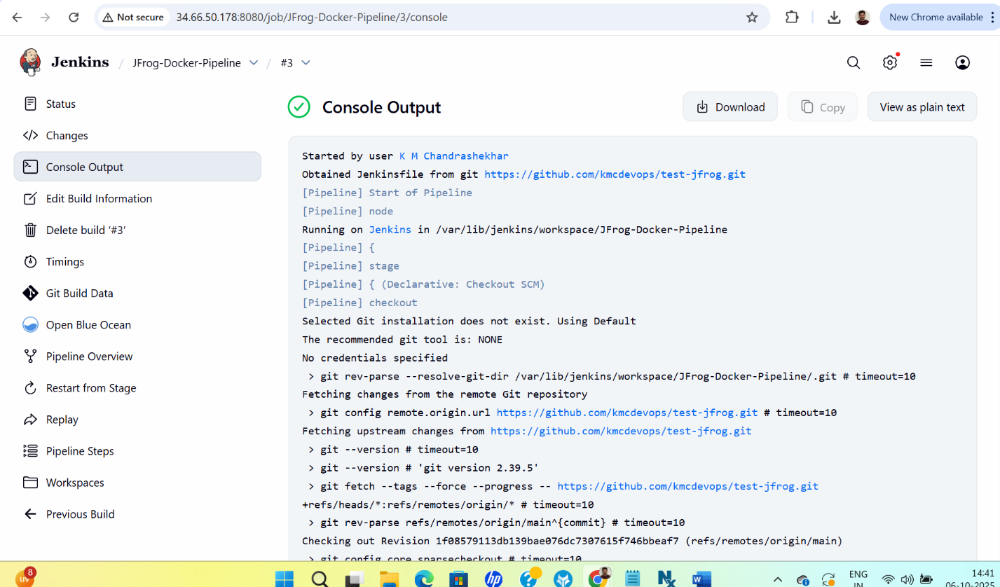 Not secure 34.66.50.178:8080/job/JFrog-Docker-Pipeline/3/console New Chrome available
Jenkins / JFrog-Docker-Pipeline / #3
Status
Changes
Console Output
Edit Build Information
Delete build ‘#3’
Timings
Git Build Data
Open Blue Ocean
Pipeline Overview
Restart from Stage
Replay
Pipeline Steps
Workspaces
Previous Build
Console Output
Download
Copy
View as plain text
Started by user K M Chandrashekhar
Obtained Jenkinsfile from git https://github.com/kmcdevops/test-jfrog.git
[Pipeline] Start of Pipeline
[Pipeline] node
Running on Jenkins in /var/lib/jenkins/workspace/JFrog-Docker-Pipeline
[Pipeline] {
[Pipeline] stage
[Pipeline] { (Declarative: Checkout SCM)
[Pipeline] checkout
Selected Git installation does not exist. Using Default
The recommended git tool is: NONE
No credentials specified
> git rev-parse --resolve-git-dir /var/lib/jenkins/workspace/JFrog-Docker-Pipeline/.git # timeout=10
Fetching changes from the remote Git repository
> git config remote.origin.url https://github.com/kmcdevops/test-jfrog.git # timeout=10
Fetching upstream changes from https://github.com/kmcdevops/test-jfrog.git
> git --version # timeout=10
> git --version # 'git version 2.39.5'
> git fetch --tags --force --progress -- https://github.com/kmcdevops/test-jfrog.git
+refs/heads/*:refs/remotes/origin/* # timeout=10
> git rev-parse refs/remotes/origin/main^{commit} # timeout=10
Checking out Revision 1f08579113db139bae076dc7307615f746bbeaf7 (refs/remotes/origin/main)
> git config core.sparsecheckout # timeout=10
8
UV
hp
ENG
IN
14:41
06-10-2025